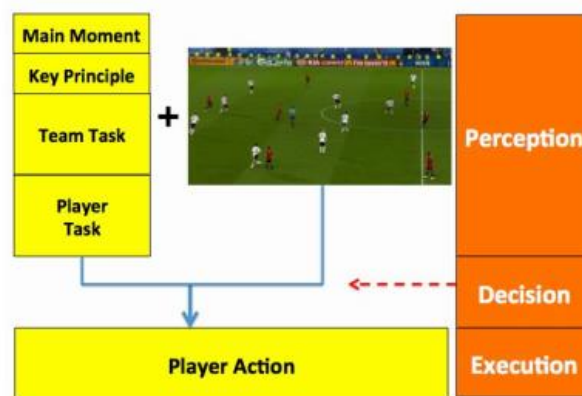 Main Moment
Key Principle
Team Task
Player
Task
+
Perception
Decision
Player Action
Execution